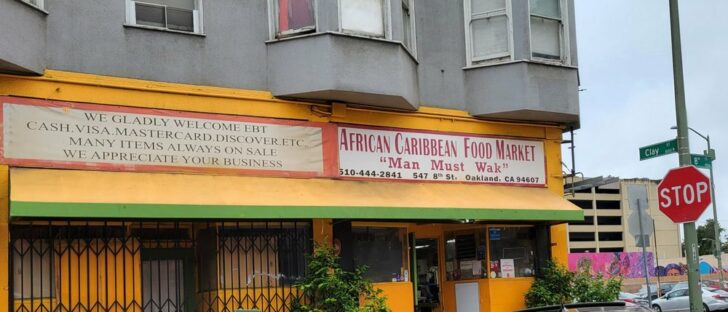 WE GLADLY WELCOME EBT
CASH.VISA.MASTERCARD.DISCOVER.ETC.
MANY ITEMS ALWAYS ON SALE
WE APPRECIATE YOUR BUSINESS
AFRICAN CARIBBEAN FOOD MARKET
"Man Must Wak"
510-444-2841 547 8th St. Oakland, CA 94607
Clay
8th
STOP